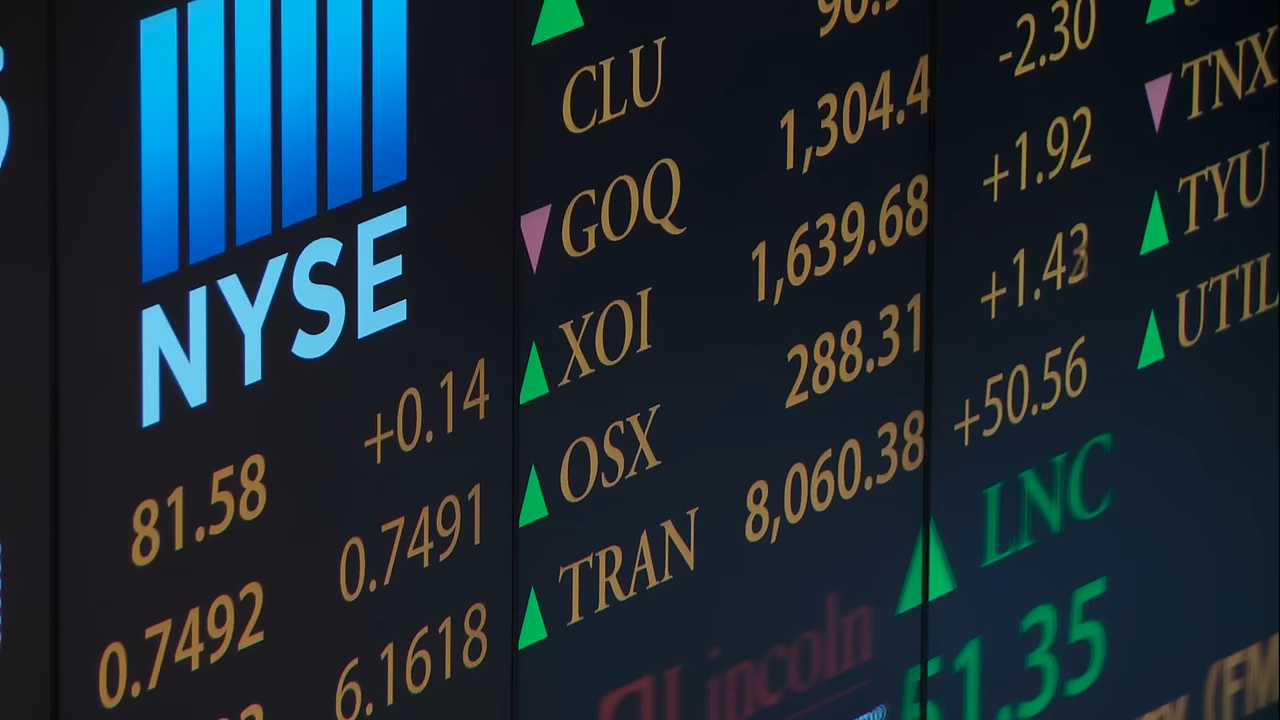 NYSE
81.58 +0.14
0.7492 0.7491
6.1618
CLU
GOQ 1,304.4 -2.30
XOI 1,639.68 +1.92 TNX
OSX 288.31 TYU
TRAN 8,060.38 +50.56 UTIL
LNC
Lincoln
51.35